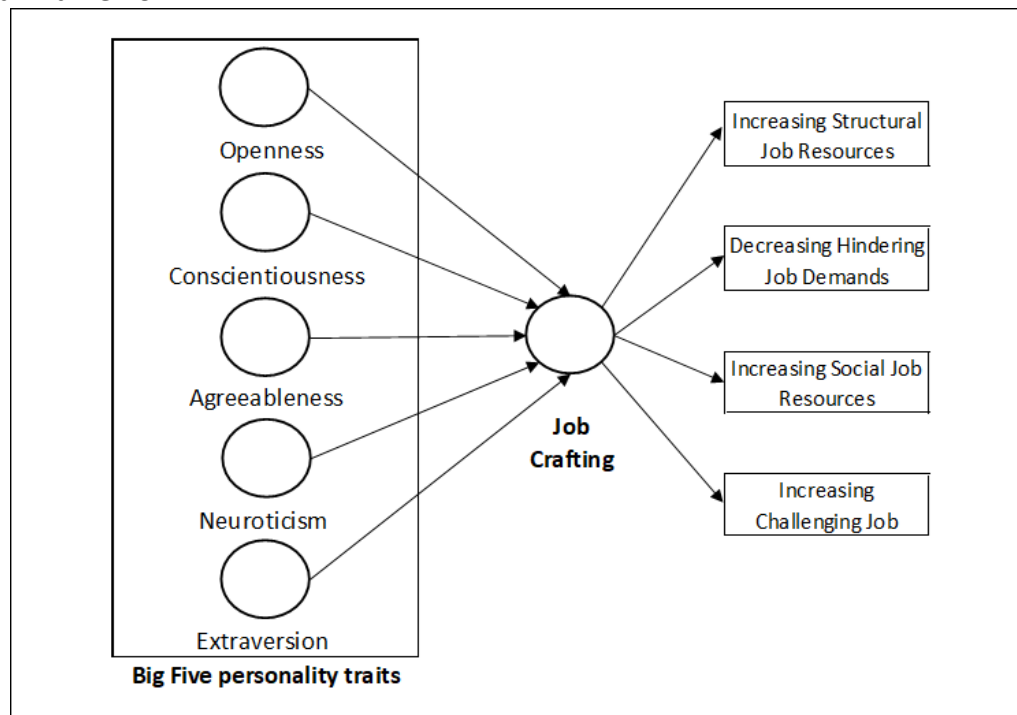 Openness
Conscientiousness
Agreeableness
Neuroticism
Extraversion
Big Five personality traits
Job
Crafting
Increasing Structural
Job Resources
Decreasing Hindering
Job Demands
Increasing Social Job
Resources
Increasing
Challenging Job